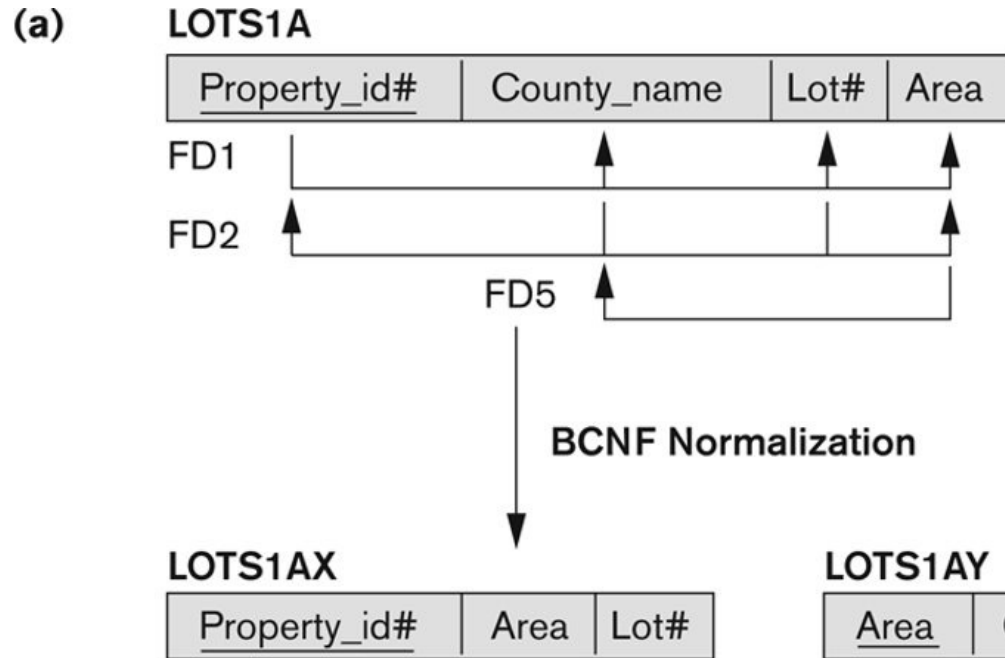 (a) LOTS1A
Property_id# County_name Lot# Area
FD1
FD2
FD5
BCNF Normalization
LOTS1AX LOTS1AY
Property_id# Area Lot# Area